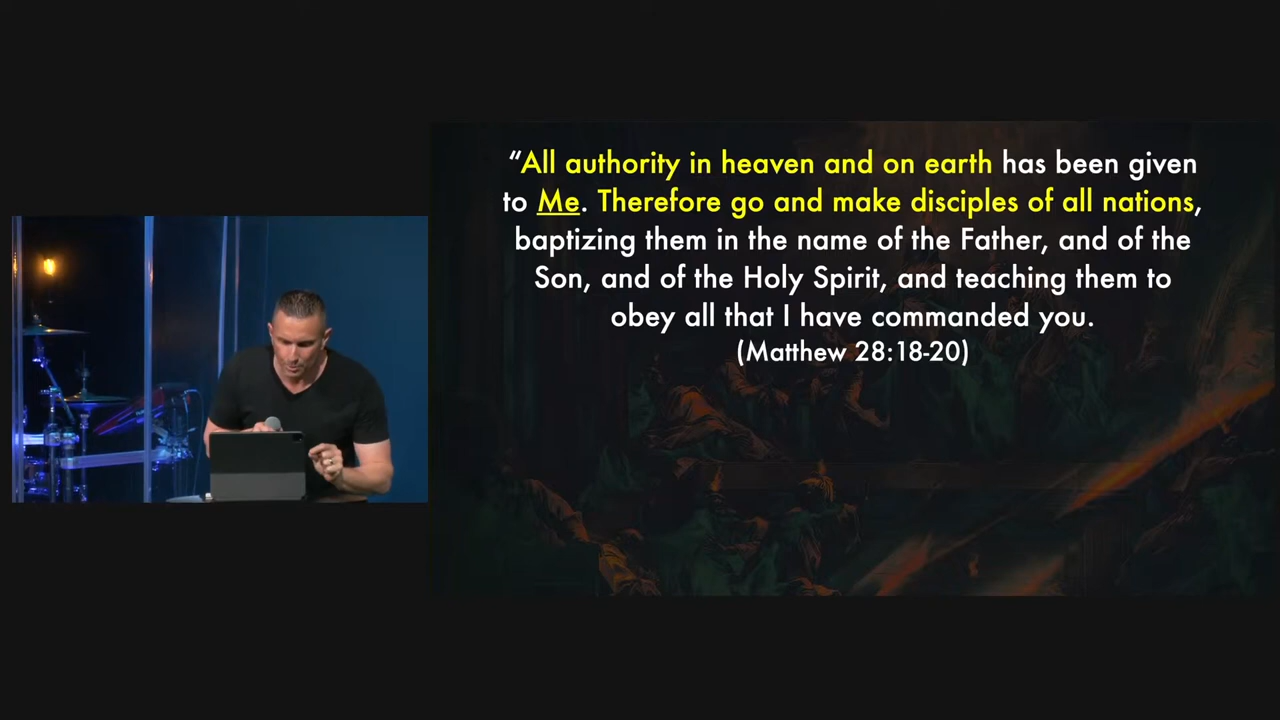 “All authority in heaven and on earth has been given
to Me. Therefore go and make disciples of all nations,
baptizing them in the name of the Father, and of the
Son, and of the Holy Spirit, and teaching them to
obey all that I have commanded you.
(Matthew 28:18-20)